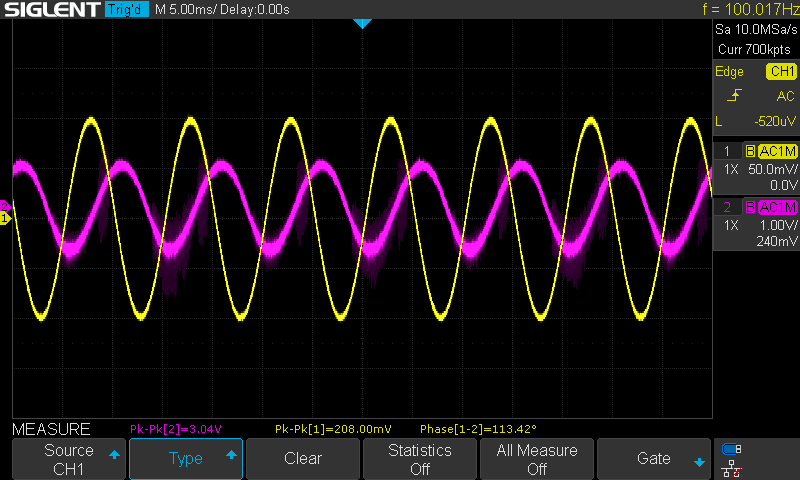 SIGLENT Trig'd M 5.00ms/ Delay:0.00s f = 100.017Hz
Sa 10.0MSa/s
Curr 700kpts
Edge CH1
AC
L -520uV
1 B AC1M
1X 50.0mV/
0.0V
2 B AC1M
1X 1.00V/
240mV
2
1
MEASURE Pk-Pk[2]=3.04V Pk-Pk[1]=208.00mV Phase[1-2]=113.42°
Source
CH1
Type
Clear
Statistics
Off
All Measure
Off
Gate